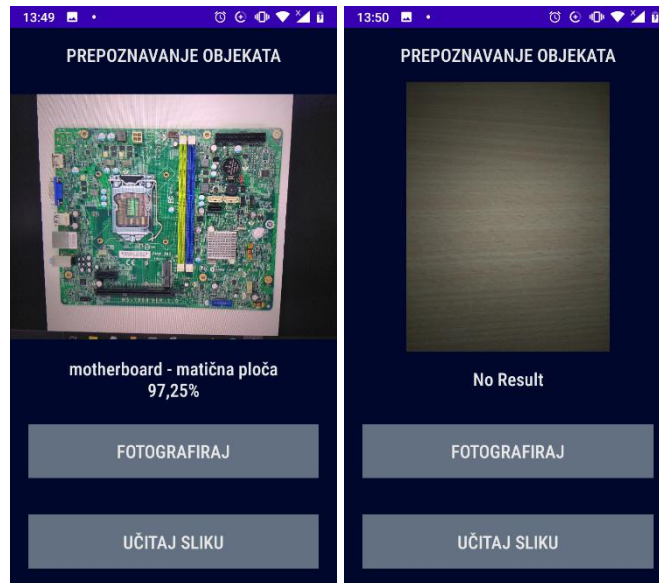 13:49
PREPOZNAVANJE OBJEKATA
motherboard - matična ploča
97,25%
FOTOGRAFIRAJ
UČITAJ SLIKU
13:50
PREPOZNAVANJE OBJEKATA
No Result
FOTOGRAFIRAJ
UČITAJ SLIKU